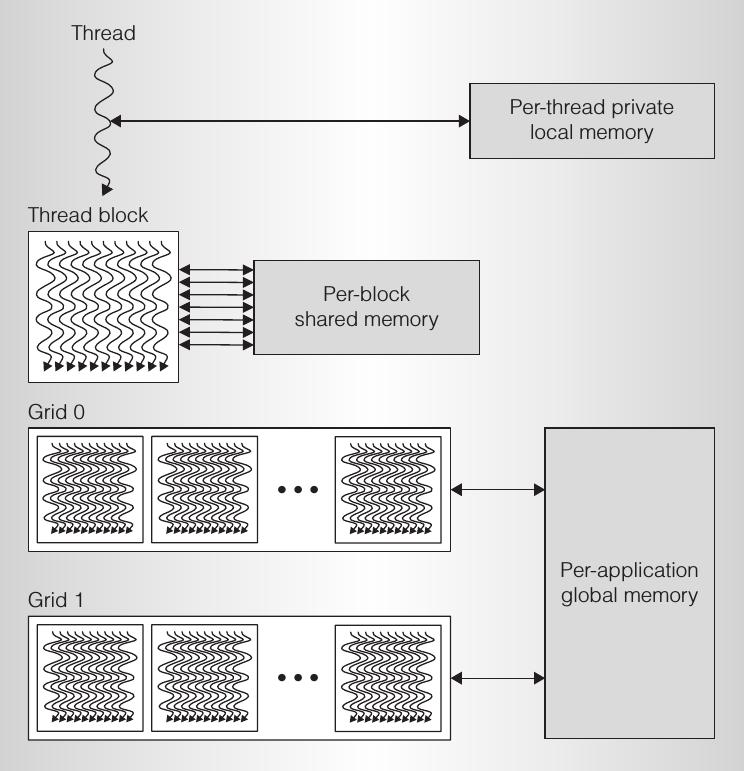 Thread
Per-thread private
local memory
Thread block
Per-block
shared memory
Grid 0
Per-application
global memory
Grid 1